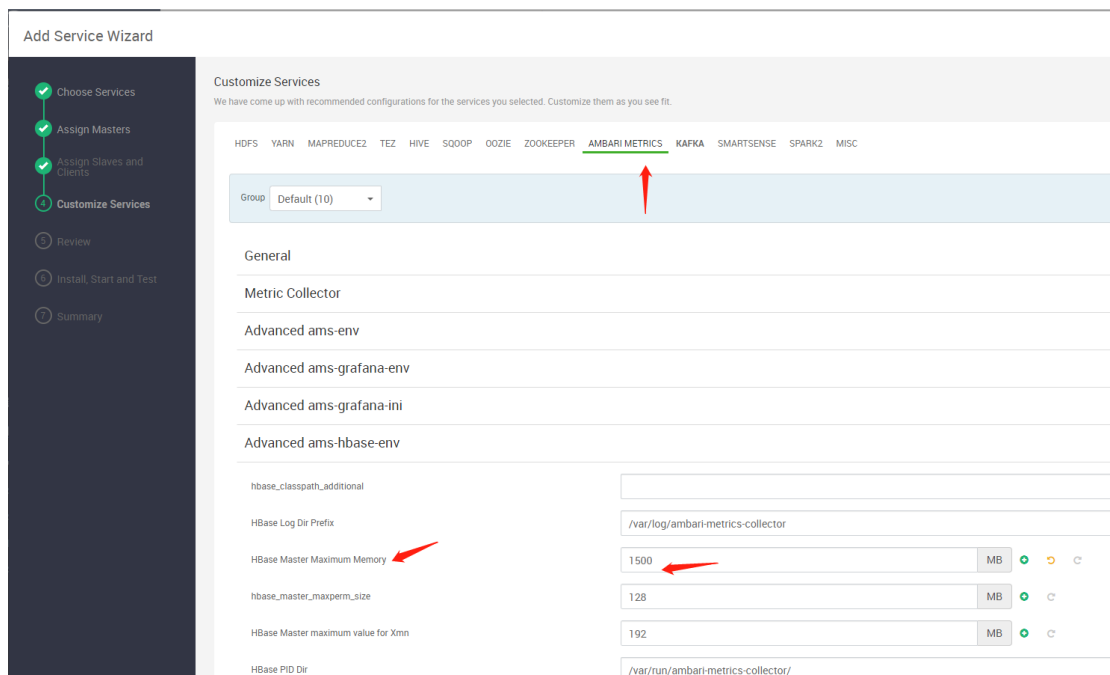 Add Service Wizard
Choose Services
Assign Masters
Assign Slaves and
Clients
4 Customize Services
5 Review
6 Install, Start and Test
7 Summary
Customize Services
We have come up with recommended configurations for the services you selected. Customize them as you see fit.
HDFS YARN MAPREDUCE2 TEZ HIVE SQOOP OOZIE ZOOKEEPER AMBARI METRICS KAFKA SMARTSENSE SPARK2 MISC
Group Default (10)
General
Metric Collector
Advanced ams-env
Advanced ams-grafana-env
Advanced ams-grafana-ini
Advanced ams-hbase-env
hbase_classpath_additional
HBase Log Dir Prefix /var/log/ambari-metrics-collector
HBase Master Maximum Memory 1500 MB
hbase_master_maxperm_size 128 MB
HBase Master maximum value for Xmn 192 MB
HBase PID Dir /var/run/ambari-metrics-collector/